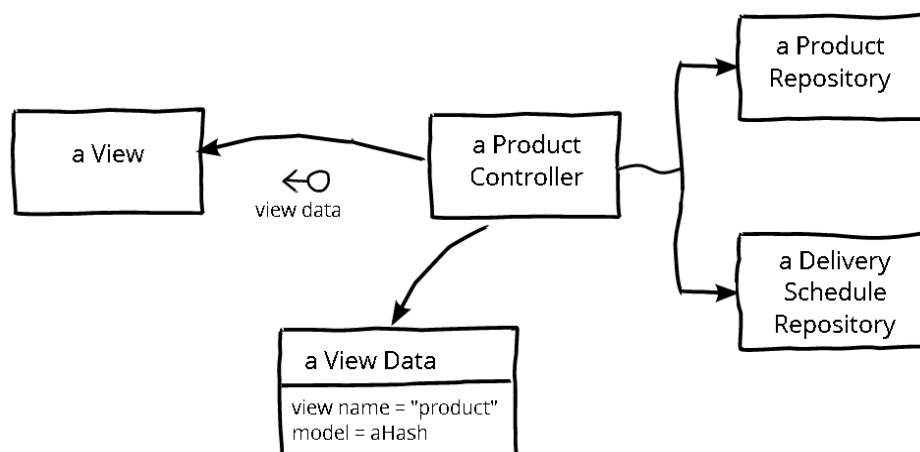 a Product
Repository
a View
a Product
Controller
view data
a Delivery
Schedule
Repository
a View Data
view name = "product"
model = aHash